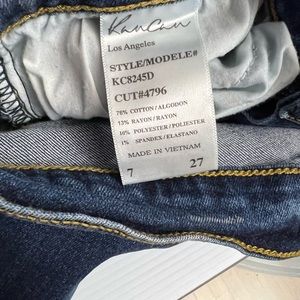 KanCan
Los Angeles
STYLE/MODELE#
KC8245D
CUT#4796
76% COTTON/ALGODON
13% RAYON/RAYON
10% POLYESTER/POLIESTER
1% SPANDEX/ELASTANO
MADE IN VIETNAM
7 27